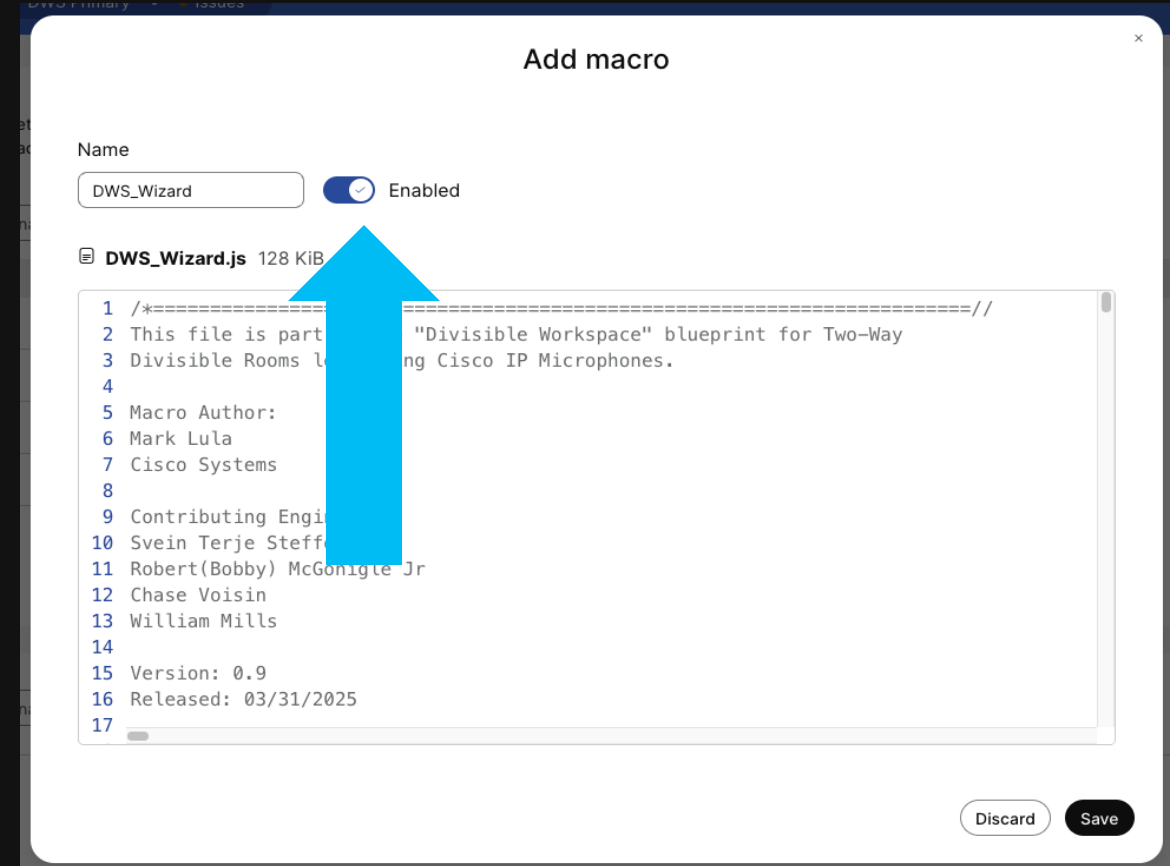 DWS Primary
Issues
Add macro
×
Name
DWS_Wizard
Enabled
DWS_Wizard.js 128 KiB
1 /*========================================================================//
2 This file is part "Divisible Workspace" blueprint for Two-Way
3 Divisible Rooms ng Cisco IP Microphones.
4
5 Macro Author:
6 Mark Lula
7 Cisco Systems
8
9 Contributing
10 Svein Terje
11 Robert(Bobby) McGonigle Jr
12 Chase Voisin
13 William Mills
14
15 Version: 0.9
16 Released: 03/31/2025
17
Discard
Save